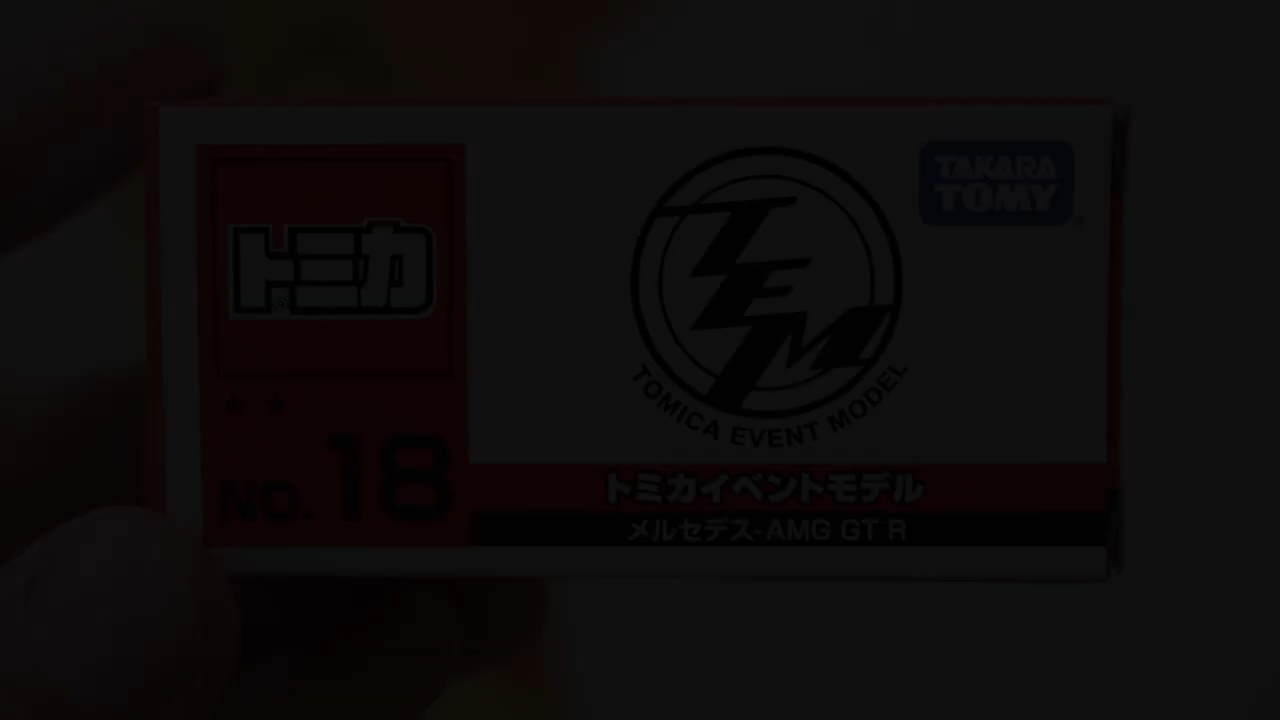 トミカ
NO.18
TEM
TOMICA EVENT MODEL
TAKARA
TOMY
トミカイベントモデル
メルセデス-AMG GT R